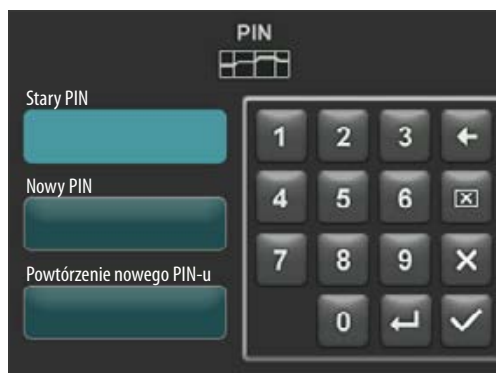 PIN
Stary PIN
Nowy PIN
Powtórzenie nowego PIN-u
1 2 3
4 5 6
7 8 9
0